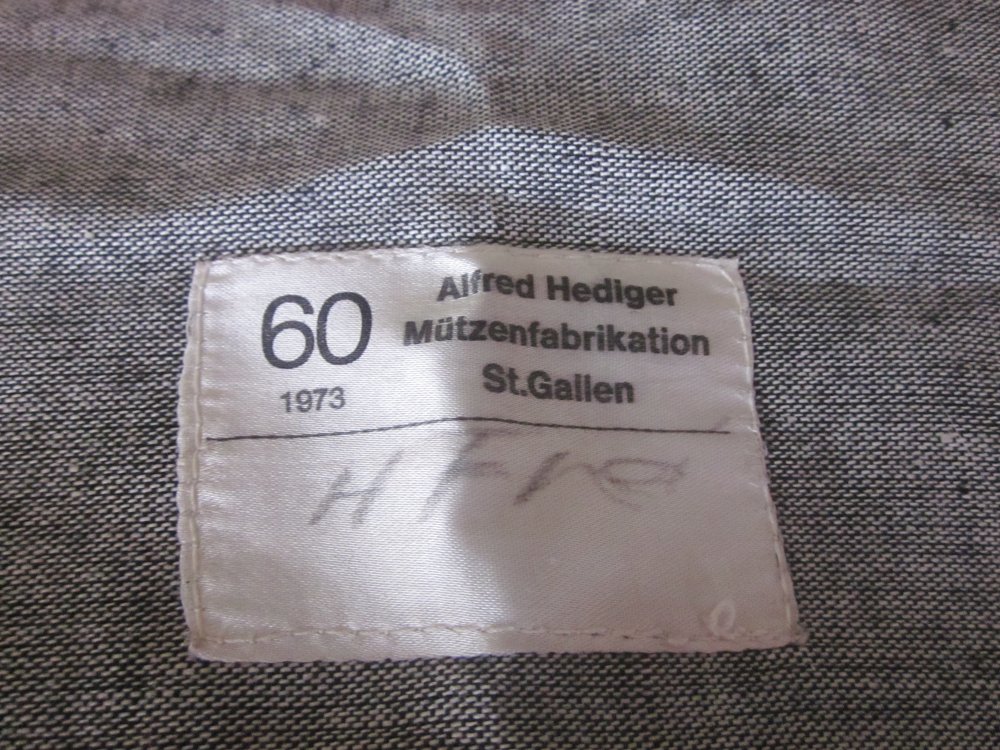 60
1973
Alfred Hediger
Mützenfabrikation
St.Gallen